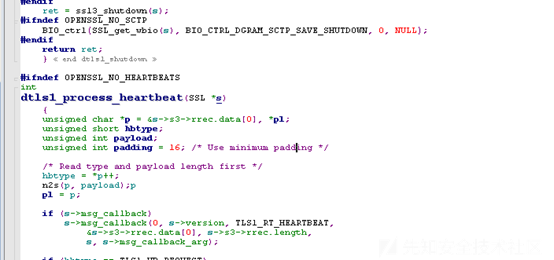 #endif
ret = ssl3_shutdown(s);
#ifndef OPENSSL_NO_SCTP
BIO_ctrl(SSL_get_wbio(s), BIO_CTRL_DGRAM_SCTP_SAVE_SHUTDOWN, 0, NULL);
#endif
return ret;
} « end dtls1_shutdown »
#ifndef OPENSSL_NO_HEARTBEATS
int
dtls1_process_heartbeat(SSL *s)
{
unsigned char *p = &s->s3->rrec.data[0], *pl;
unsigned short hbtype;
unsigned int payload;
unsigned int padding = 16; /* Use minimum padding */
/* Read type and payload length first */
hbtype = *p++;
n2s(p, payload);p
pl = p;
if (s->msg_callback)
s->msg_callback(0, s->version, TLS1_RT_HEARTBEAT,
&s->s3->rrec.data[0], s->s3->rrec.length,
s, s->msg_callback_arg);
if (hbtype == TLS1_HB_REQUEST)